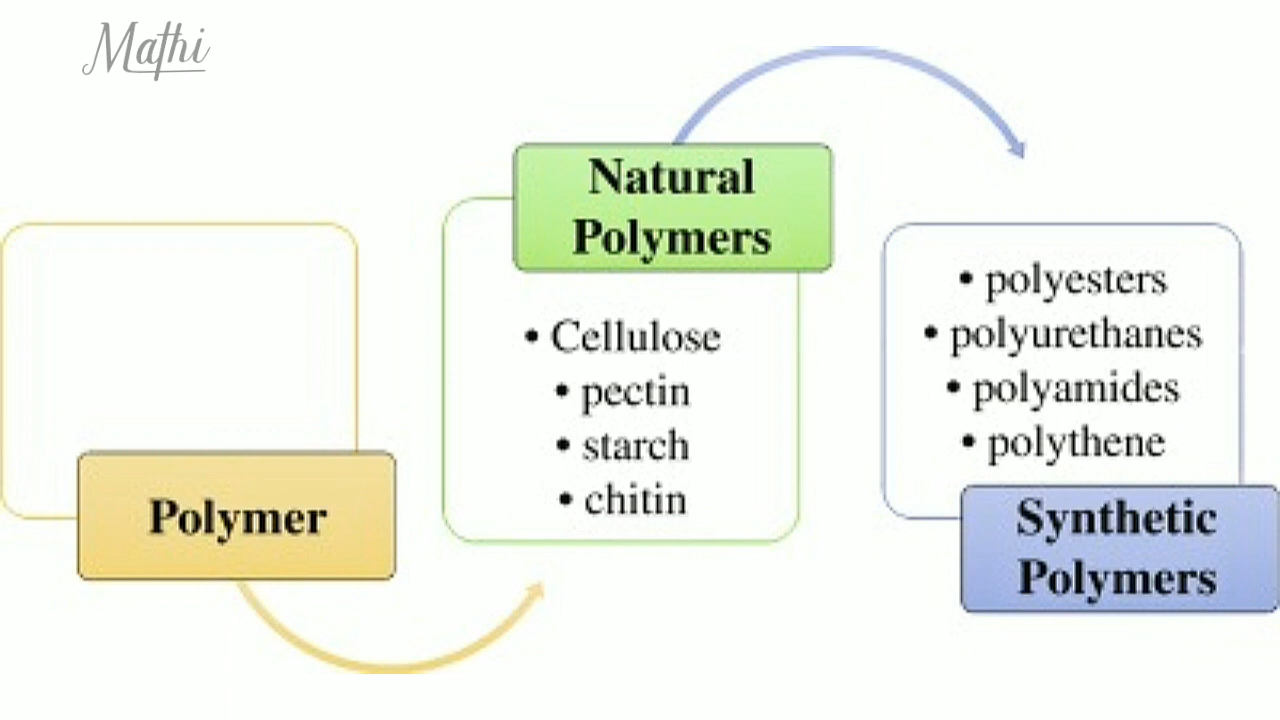 Mathi
Polymer
Natural
Polymers
• Cellulose
• pectin
• starch
• chitin
• polyesters
• polyurethanes
• polyamides
• polythene
Synthetic
Polymers